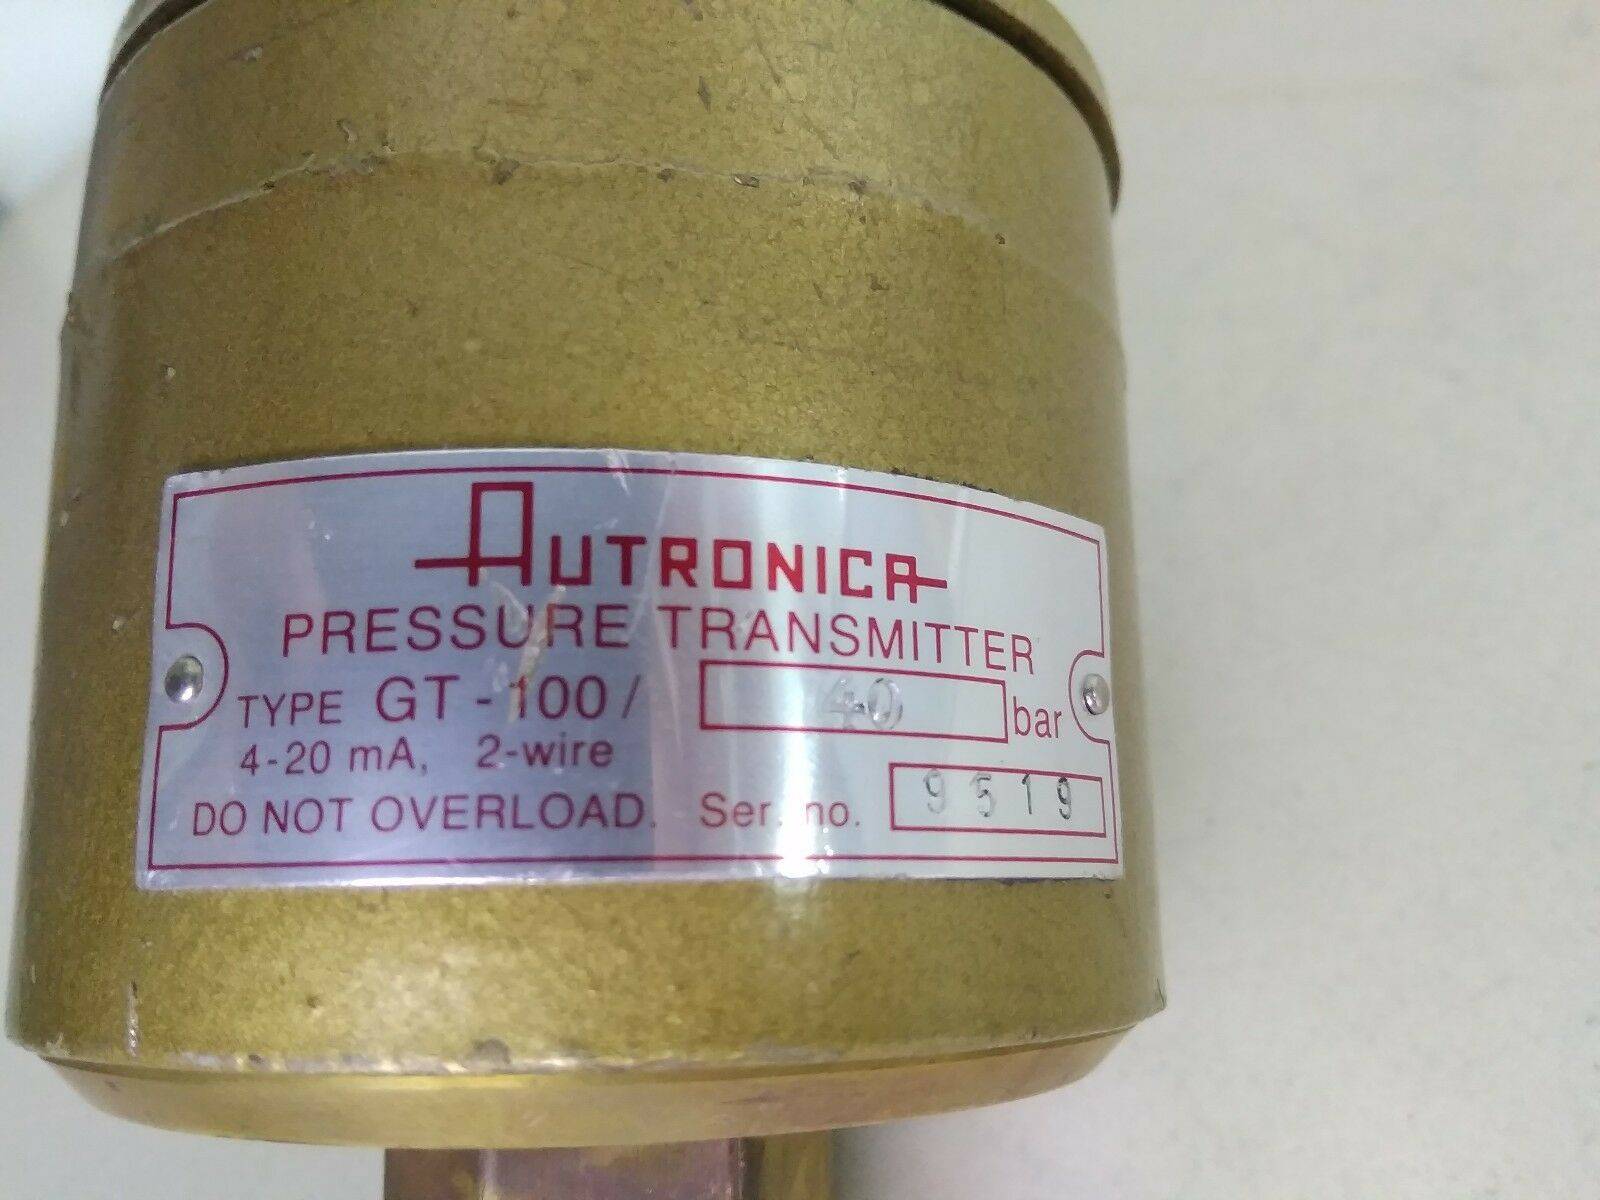 AUTRONICA
PRESSURE TRANSMITTER
TYPE GT-100/ 40 bar
4-20 mA, 2-wire
DO NOT OVERLOAD. Ser. no. 9519